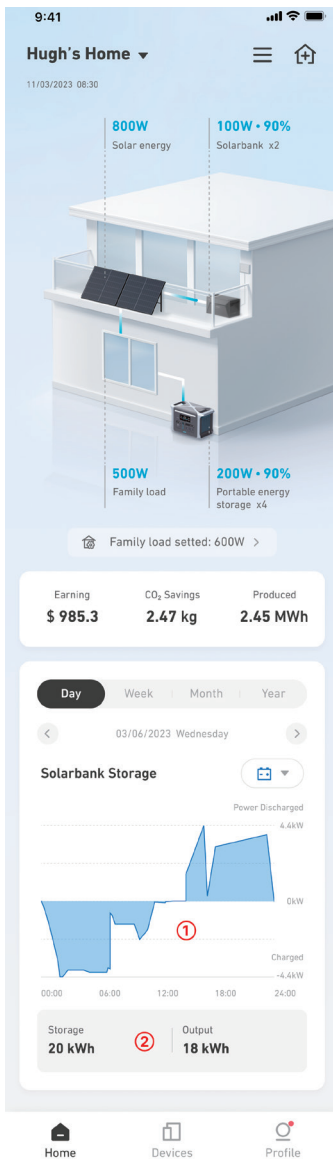 9:41
Hugh's Home
11/03/2023 08:30
800W
Solar energy
100W • 90%
Solarbank x2
500W
Family load
200W • 90%
Portable energy
storage x4
Family load setted: 600W >
Earning
$ 985.3
CO₂ Savings
2.47 kg
Produced
2.45 MWh
Day
Week
Month
Year
03/06/2023 Wednesday
Solarbank Storage
Power Discharged
4.4kW
0kW
①
Charged
-4.4kW
00:00 06:00 12:00 18:00 24:00
Storage
20 kWh
②
Output
18 kWh
Home
Devices
Profile